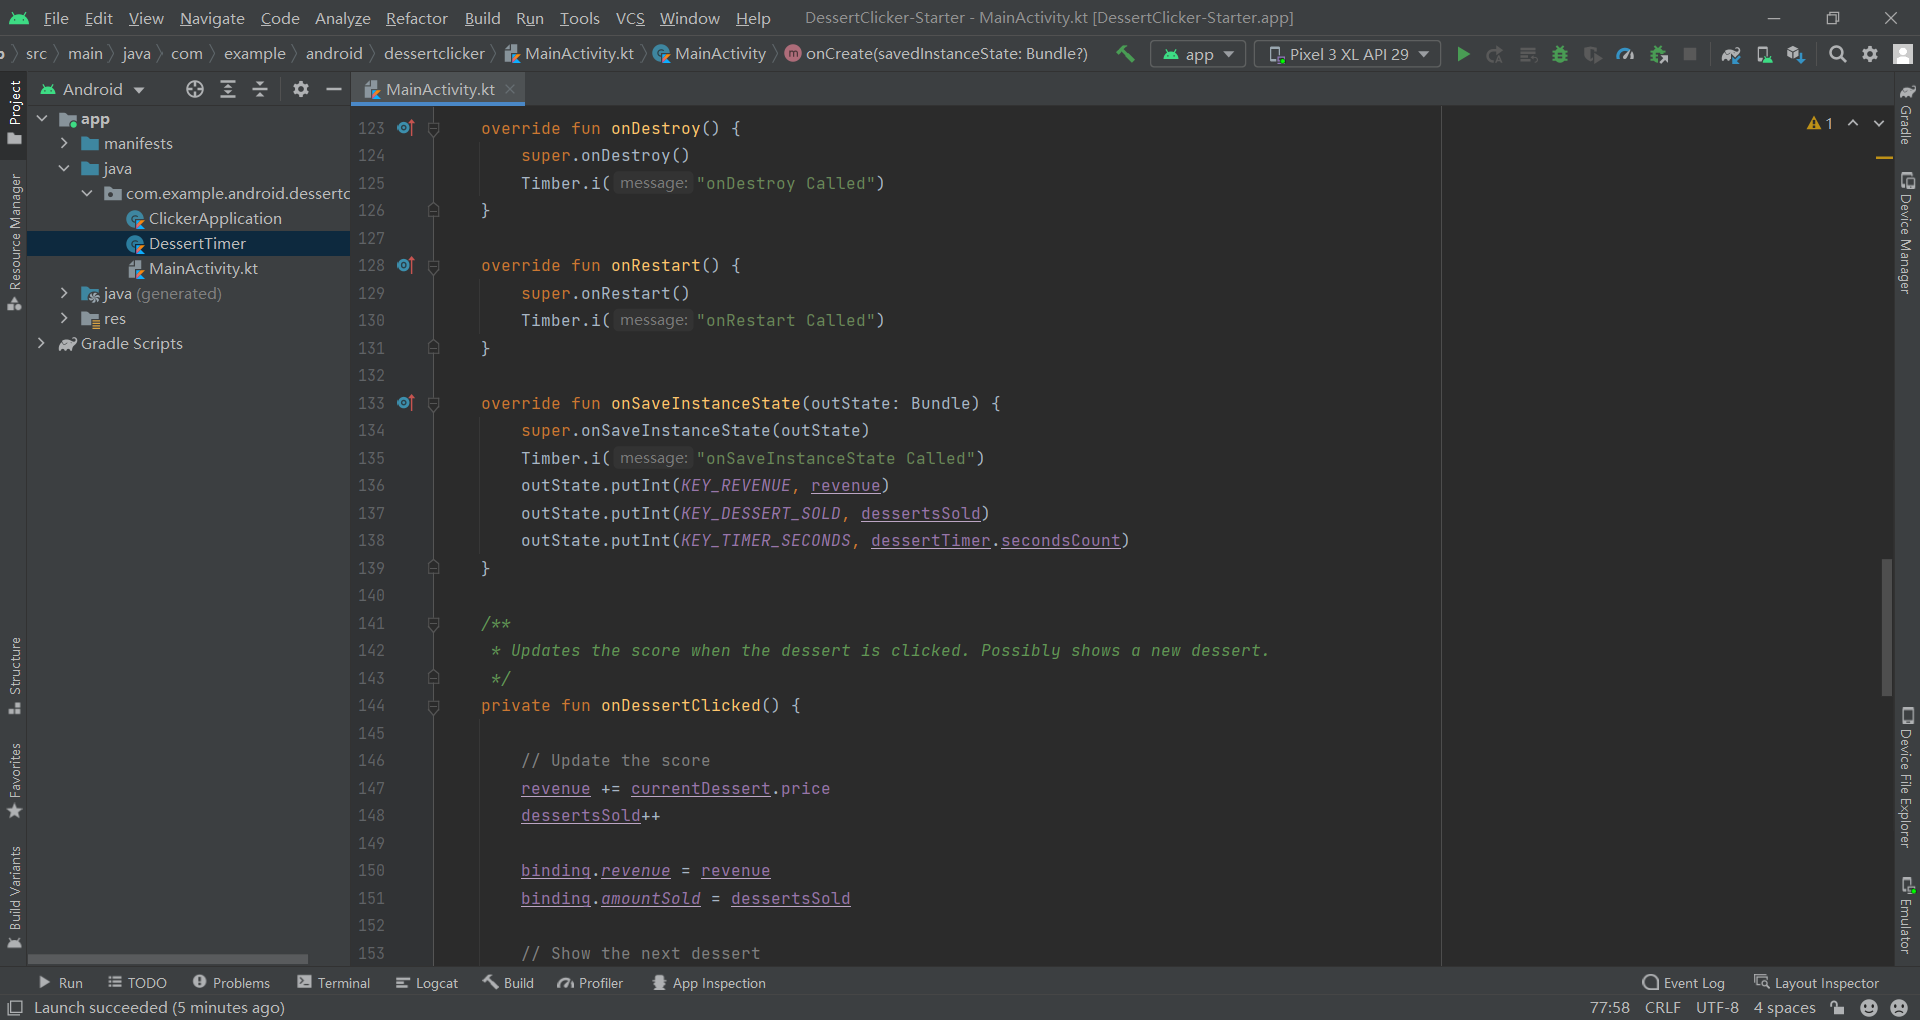 File Edit View Navigate Code Analyze Refactor Build Run Tools VCS Window Help DessertClicker-Starter - MainActivity.kt [DessertClicker-Starter.app]
src main java com example android dessertclicker MainActivity.kt MainActivity onCreate(savedInstanceState: Bundle?) app Pixel 3 XL API 29
Android
MainActivity.kt
Project
Resource Manager
Structure
Favorites
Build Variants
app
manifests
java
com.example.android.dessertc
ClickerApplication
DessertTimer
MainActivity.kt
java (generated)
res
Gradle Scripts
1
123 override fun onDestroy() {
124 super.onDestroy()
125 Timber.i( message: "onDestroy Called")
126 }
127
128 override fun onRestart() {
129 super.onRestart()
130 Timber.i( message: "onRestart Called")
131 }
132
133 override fun onSaveInstanceState(outState: Bundle) {
134 super.onSaveInstanceState(outState)
135 Timber.i( message: "onSaveInstanceState Called")
136 outState.putInt(KEY_REVENUE, revenue)
137 outState.putInt(KEY_DESSERT_SOLD, dessertsSold)
138 outState.putInt(KEY_TIMER_SECONDS, dessertTimer.secondsCount)
139 }
140
141 /**
142 * Updates the score when the dessert is clicked. Possibly shows a new dessert.
143 */
144 private fun onDessertClicked() {
145
146 // Update the score
147 revenue += currentDessert.price
148 dessertsSold++
149
150 binding.revenue = revenue
151 binding.amountSold = dessertsSold
152
153 // Show the next dessert
Gradle
Device Manager
Device File Explorer
Emulator
Run TODO Problems Terminal Logcat Build Profiler App Inspection Event Log Layout Inspector
Launch succeeded (5 minutes ago) 77:58 CRLF UTF-8 4 spaces